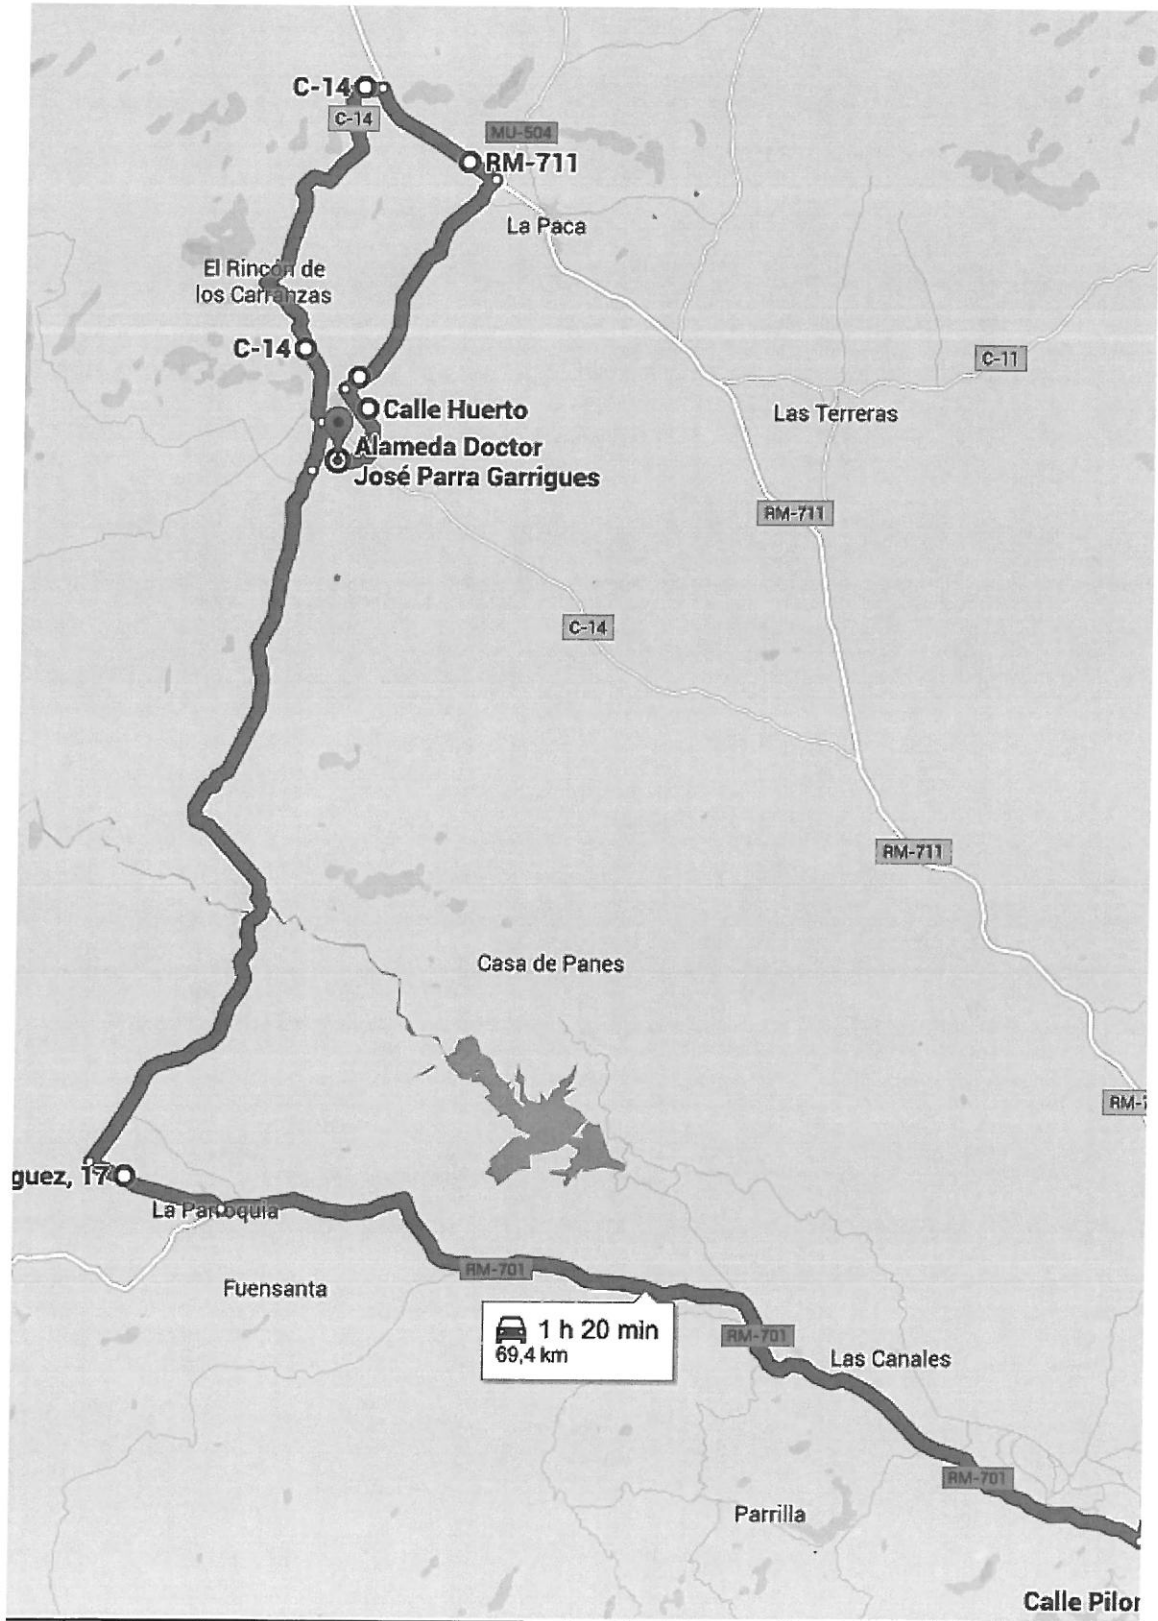 C-14
C-14
MU-504
RM-711
La Paca
El Rincón de
los Carranzas
C-14
C-11
Calle Huerto
Las Terreras
Alameda Doctor
José Parra Garrigues
RM-711
C-14
RM-711
Casa de Panes
RM-7
guez, 17
La Parroquia
RM-701
Fuensanta
1 h 20 min
69,4 km
RM-701
Las Canales
RM-701
Parrilla
Calle Pilor